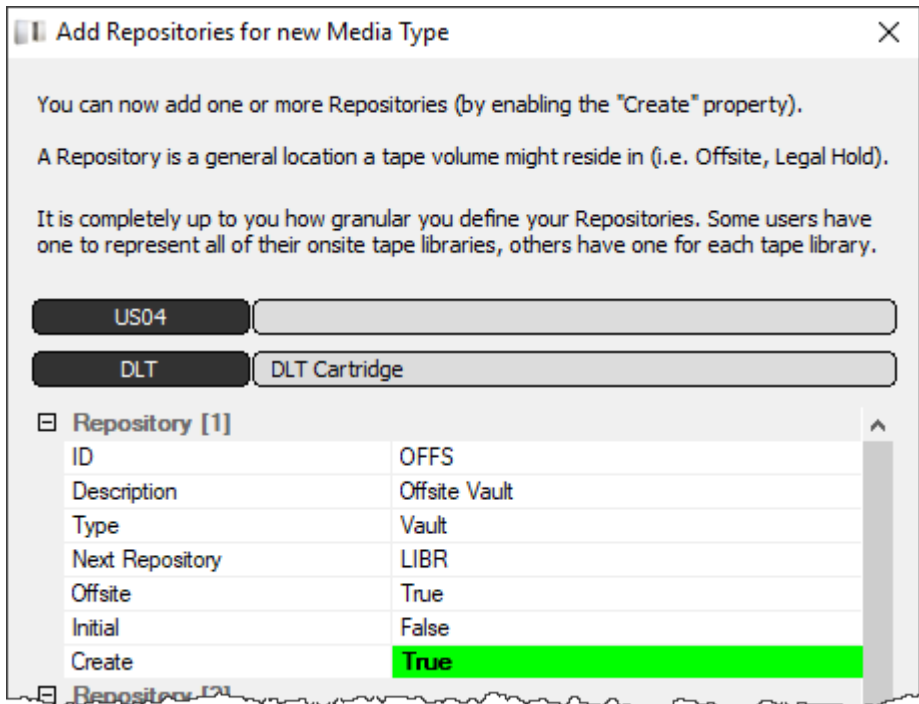 Add Repositories for new Media Type
You can now add one or more Repositories (by enabling the "Create" property).
A Repository is a general location a tape volume might reside in (i.e. Offsite, Legal Hold).
It is completely up to you how granular you define your Repositories. Some users have
one to represent all of their onsite tape libraries, others have one for each tape library.
US04
DLT DLT Cartridge
Repository [1]
ID OFFS
Description Offsite Vault
Type Vault
Next Repository LIBR
Offsite True
Initial False
Create True
Repository [2]